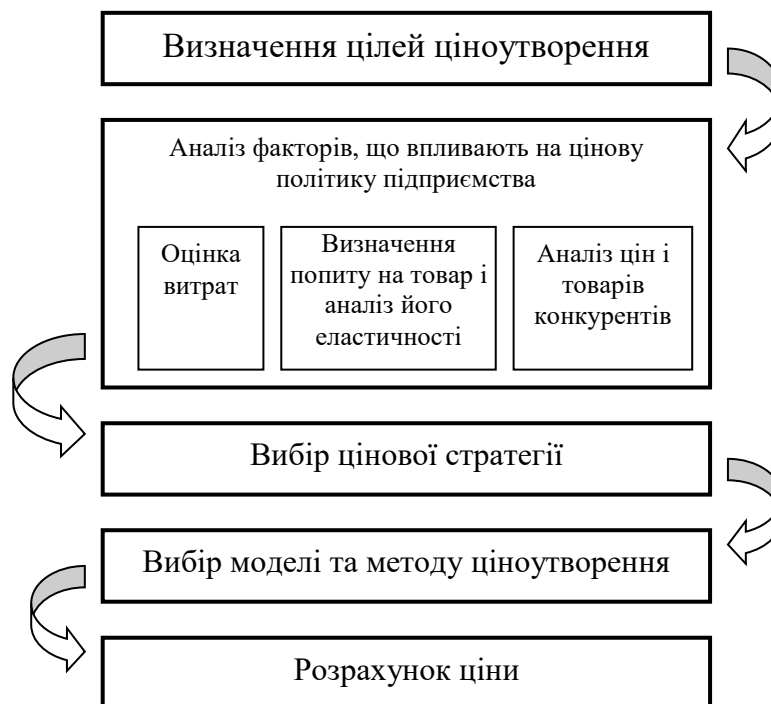 Визначення цілей ціноутворення
Аналіз факторів, що впливають на цінову
політику підприємства
Оцінка
витрат
Визначення
попиту на товар і
аналіз його
еластичності
Аналіз цін і
товарів
конкурентів
Вибір цінової стратегії
Вибір моделі та методу ціноутворення
Розрахунок ціни